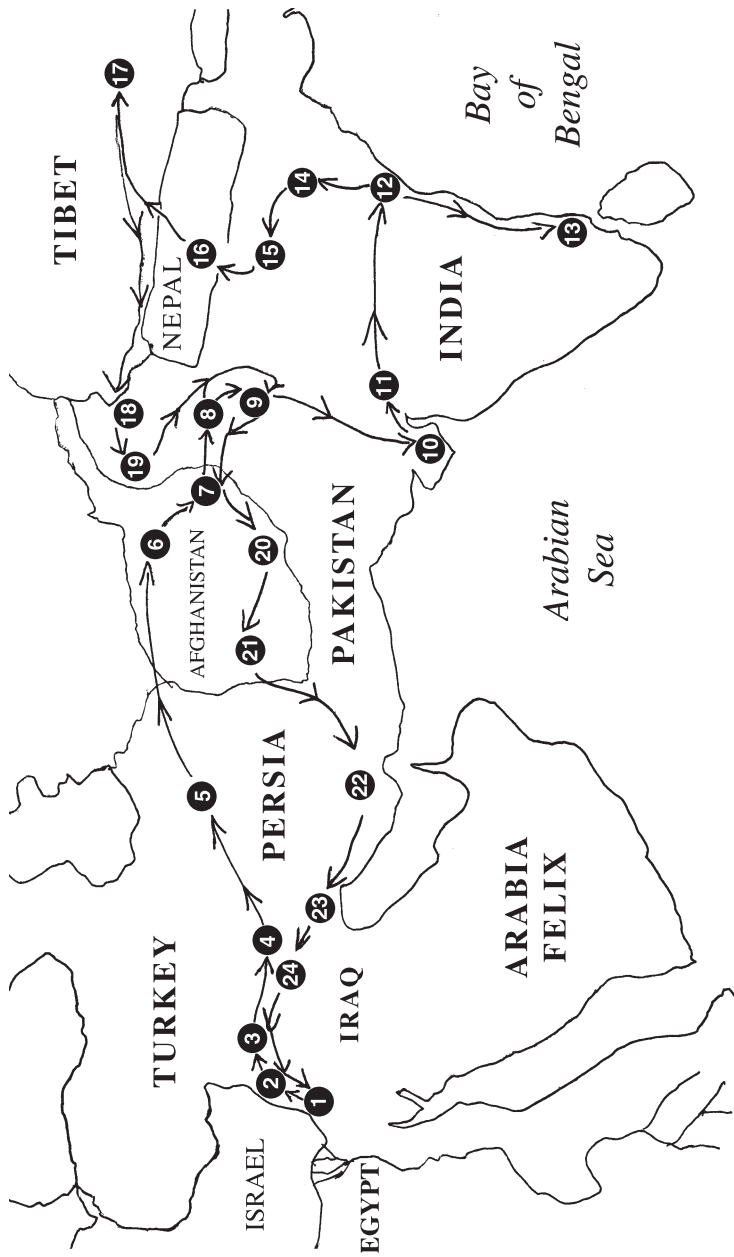 TIBET
17
18
19
6
TURKEY
NEPAL
AFGHANISTAN
5
7
8
16
3
21
ISRAEL
2
4
PERSIA
20
9
15
24
14
1
23
PAKISTAN
IRAQ
22
EGYPT
11
12
10
INDIA
Bay
of
Bengal
ARABIA
FELIX
Arabian
Sea
13